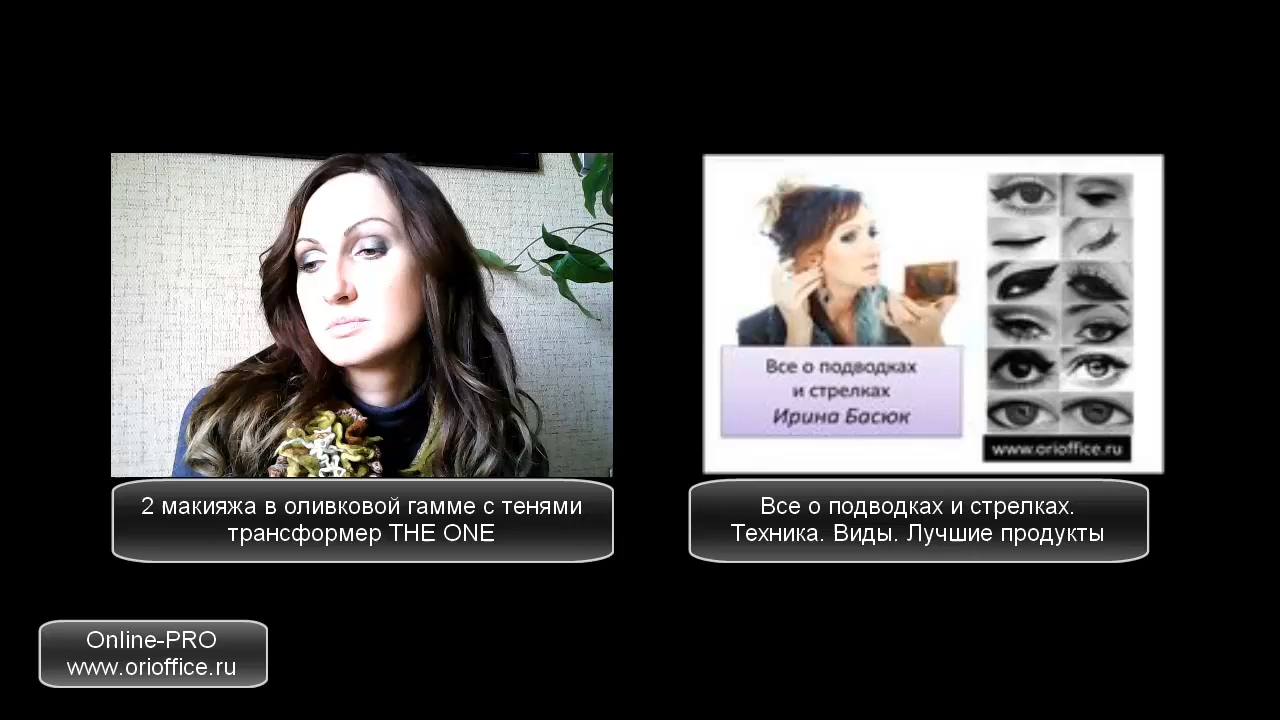 Все о подводках
и стрелках
Ирина Басюк
www.orioffice.ru
2 макияжа в оливковой гамме с тенями
трансформер THE ONE
Все о подводках и стрелках.
Техника. Виды. Лучшие продукты
Online-PRO
www.orioffice.ru